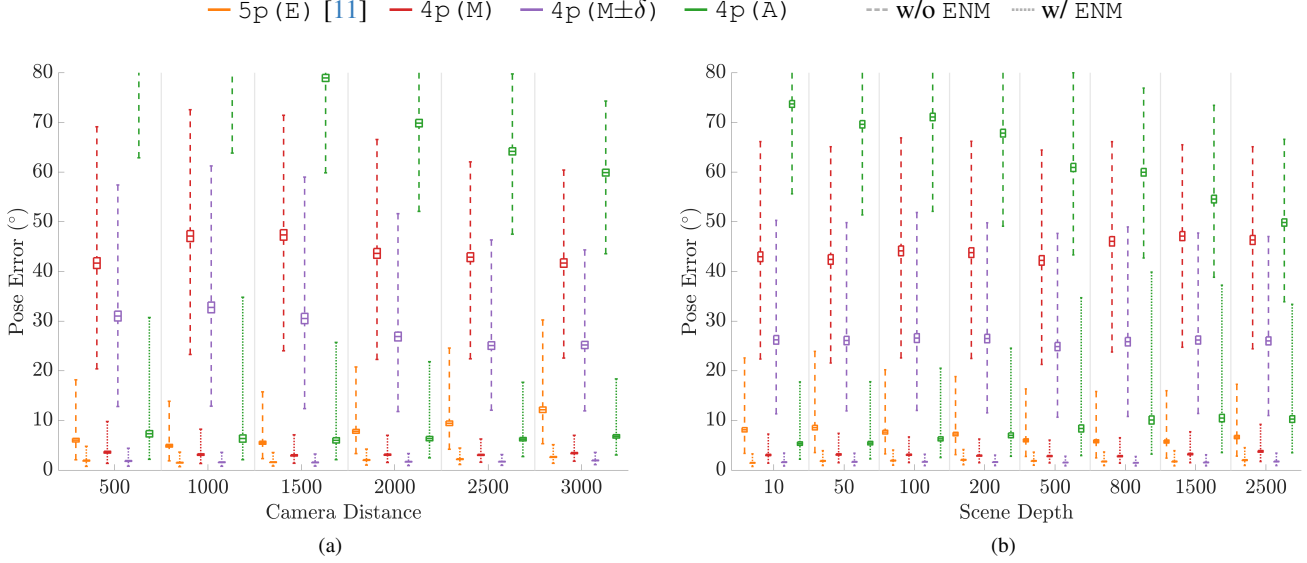 5p(E) [11] 4p(M) 4p(M±δ) 4p(A) w/o ENM w/ ENM
80
70
60
50
40
30
20
10
0
Pose Error (°)
500 1000 1500 2000 2500 3000
Camera Distance
(a)
80
70
60
50
40
30
20
10
0
Pose Error (°)
10 50 100 200 500 800 1500 2500
Scene Depth
(b)